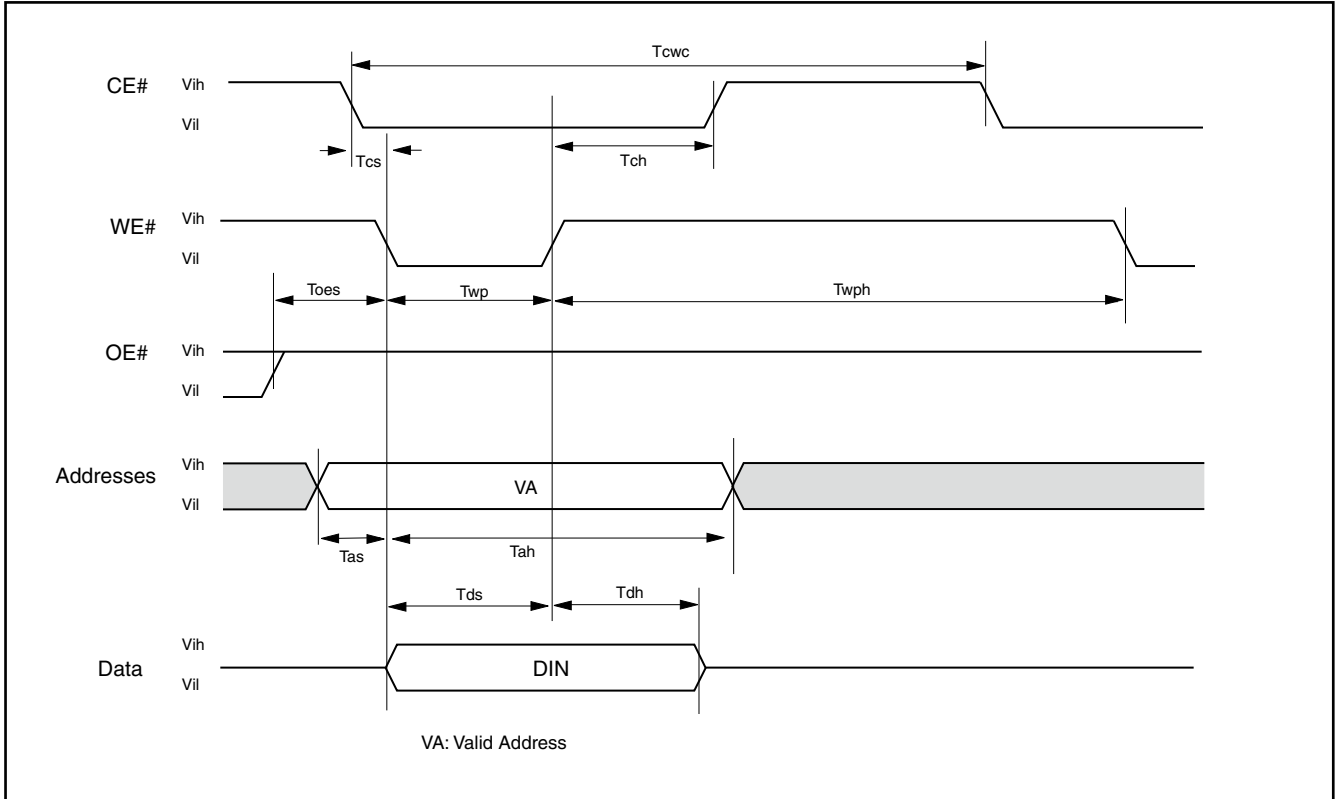 Tcwc
CE# Vih
Vil
Tcs
Tch
WE# Vih
Vil
Toes Twp Twph
OE# Vih
Vil
Addresses Vih
VA
Vil
Tas Tah
Tds Tdh
Vih
Data DIN
Vil
VA: Valid Address